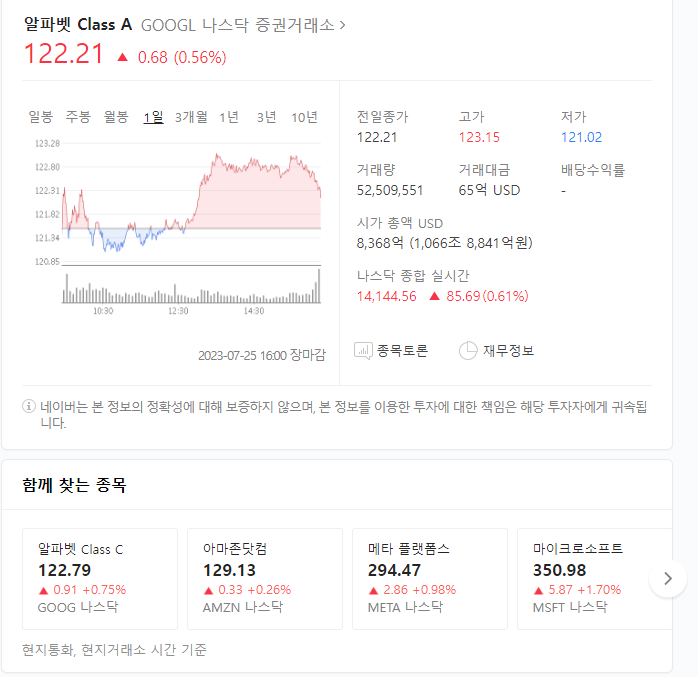 알파벳 Class A GOOGL 나스닥 증권거래소 >
122.21 ▲ 0.68 (0.56%)
일봉 주봉 월봉 1일 3개월 1년 3년 10년
123.28
122.80
122.31
121.82
121.34
120.85
10:30 12:30 14:30
2023-07-25 16:00 장마감
전일종가 고가 저가
122.21 123.15 121.02
거래량 거래대금 배당수익률
52,509,551 65억 USD -
시가 총액 USD
8,368억 (1,066조 8,841억원)
나스닥 종합 실시간
14,144.56 ▲ 85.69(0.61%)
종목토론 재무정보
네이버는 본 정보의 정확성에 대해 보증하지 않으며, 본 정보를 이용한 투자에 대한 책임은 해당 투자자에게 귀속됩
니다.
함께 찾는 종목
알파벳 Class C
122.79
▲ 0.91 +0.75%
GOOG 나스닥
아마존닷컴
129.13
▲ 0.33 +0.26%
AMZN 나스닥
메타 플랫폼스
294.47
▲ 2.86 +0.98%
META 나스닥
마이크로소프트
350.98
▲ 5.87 +1.70%
MSFT 나스닥
현지통화, 현지거래소 시간 기준